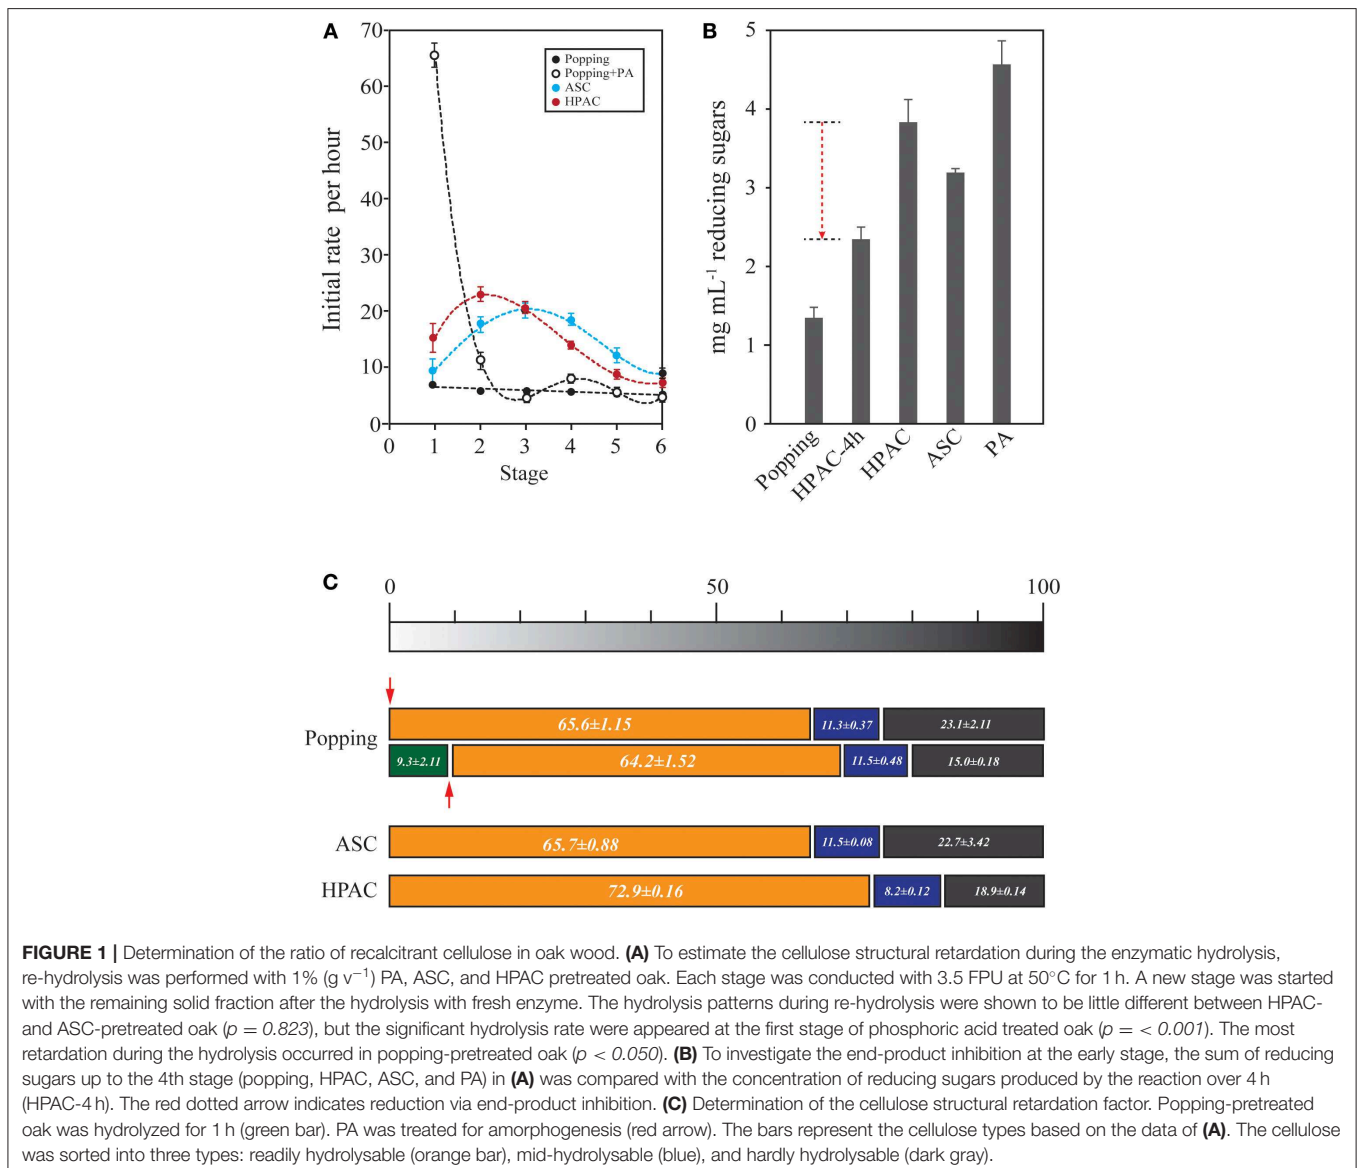 A
70
60
50
40
30
20
10
0
Initial rate per hour
0 1 2 3 4 5 6
Stage
Popping
Popping+PA
ASC
HPAC
B
5
4
3
2
1
0
mg mL⁻¹ reducing sugars
Popping
HPAC-4h
HPAC
ASC
PA
C
0 50 100
Popping
65.6±1.15 11.3±0.37 23.1±2.11
9.3±2.11 64.2±1.52 11.5±0.48 15.0±0.18
ASC 65.7±0.88 11.5±0.08 22.7±3.42
HPAC 72.9±0.16 8.2±0.12 18.9±0.14
FIGURE 1 | Determination of the ratio of recalcitrant cellulose in oak wood. (A) To estimate the cellulose structural retardation during the enzymatic hydrolysis,
re-hydrolysis was performed with 1% (g v⁻¹) PA, ASC, and HPAC pretreated oak. Each stage was conducted with 3.5 FPU at 50°C for 1 h. A new stage was started
with the remaining solid fraction after the hydrolysis with fresh enzyme. The hydrolysis patterns during re-hydrolysis were shown to be little different between HPAC-
and ASC-pretreated oak (p = 0.823), but the significant hydrolysis rate were appeared at the first stage of phosphoric acid treated oak (p = < 0.001). The most
retardation during the hydrolysis occurred in popping-pretreated oak (p < 0.050). (B) To investigate the end-product inhibition at the early stage, the sum of reducing
sugars up to the 4th stage (popping, HPAC, ASC, and PA) in (A) was compared with the concentration of reducing sugars produced by the reaction over 4 h
(HPAC-4 h). The red dotted arrow indicates reduction via end-product inhibition. (C) Determination of the cellulose structural retardation factor. Popping-pretreated
oak was hydrolyzed for 1 h (green bar). PA was treated for amorphogenesis (red arrow). The bars represent the cellulose types based on the data of (A). The cellulose
was sorted into three types: readily hydrolysable (orange bar), mid-hydrolysable (blue), and hardly hydrolysable (dark gray).